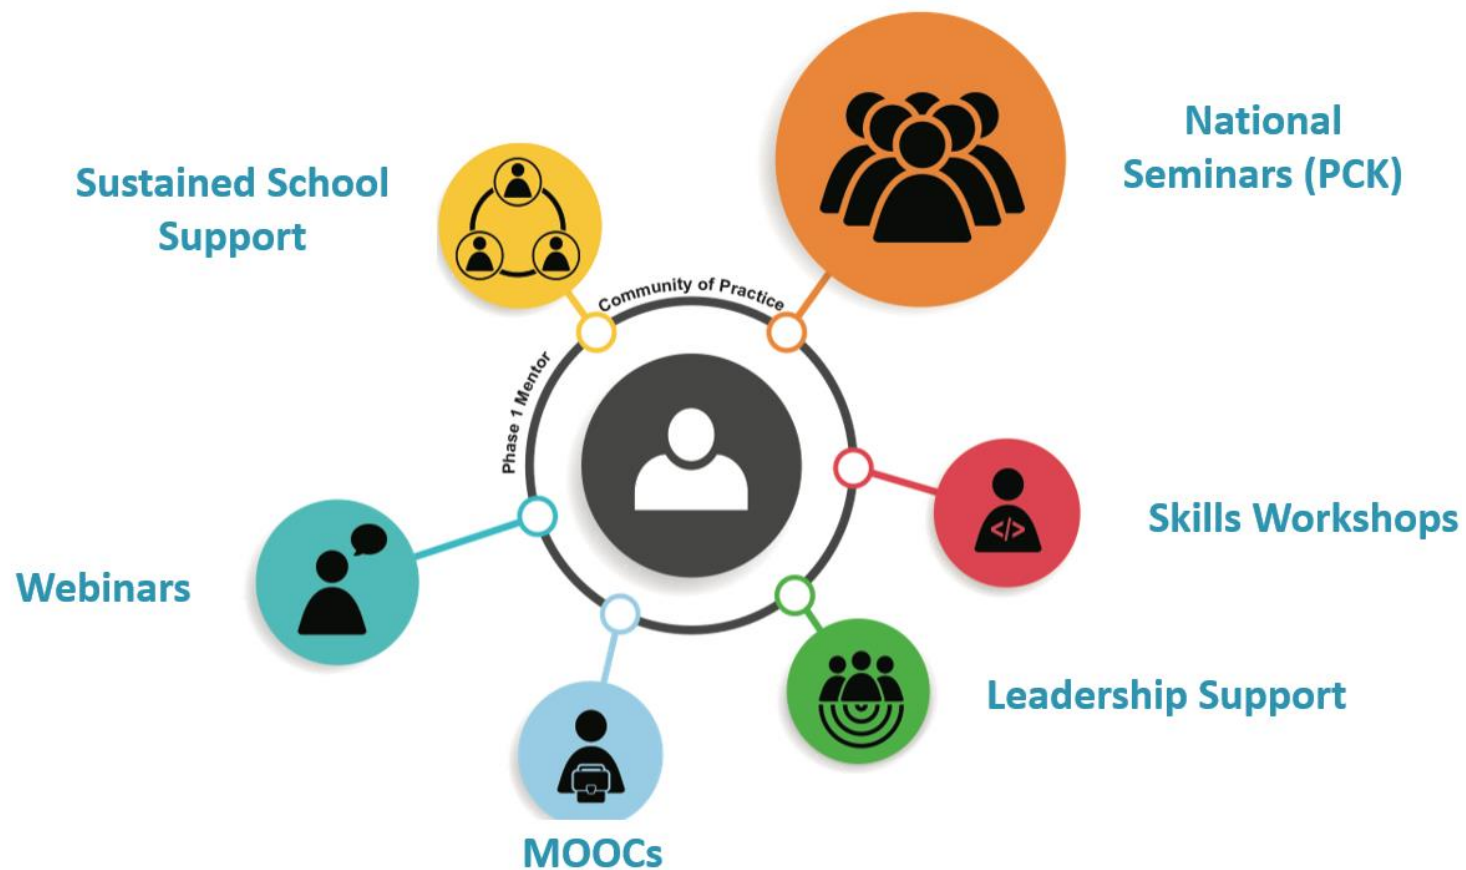 National
Seminars (PCK)
Sustained School
Support
Community of Practice
Phase 1 Mentor
</>
Skills Workshops
Webinars
Leadership Support
MOOCs